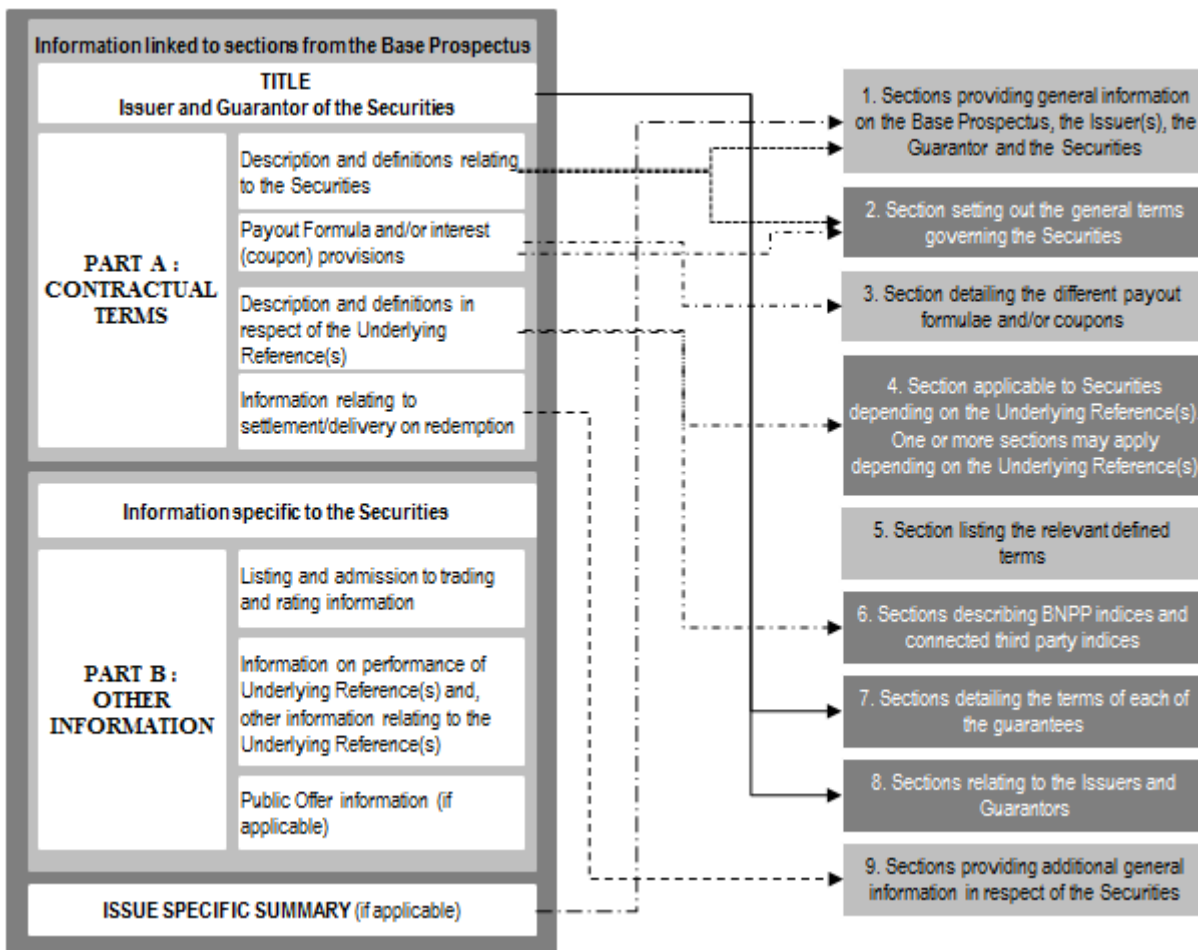 Information linked to sections from the Base Prospectus
TITLE
Issuer and Guarantor of the Securities
PART A :
CONTRACTUAL
TERMS
Description and definitions relating
to the Securities
Payout Formula and/or interest
(coupon) provisions
Description and definitions in
respect of the Underlying
Reference(s)
Information relating to
settlement/delivery on redemption
Information specific to the Securities
PART B :
OTHER
INFORMATION
Listing and admission to trading
and rating information
Information on performance of
Underlying Reference(s) and,
other information relating to the
Underlying Reference(s)
Public Offer information (if
applicable)
ISSUE SPECIFIC SUMMARY (if applicable)
1. Sections providing general information
on the Base Prospectus, the Issuer(s), the
Guarantor and the Securities
2. Section setting out the general terms
governing the Securities
3. Section detailing the different payout
formulae and/or coupons
4. Section applicable to Securities
depending on the Underlying Reference(s)
One or more sections may apply
depending on the Underlying Reference(s)
5. Section listing the relevant defined
terms
6. Sections describing BNPP indices and
connected third party indices
7. Sections detailing the terms of each of
the guarantees
8. Sections relating to the Issuers and
Guarantors
9. Sections providing additional general
information in respect of the Securities